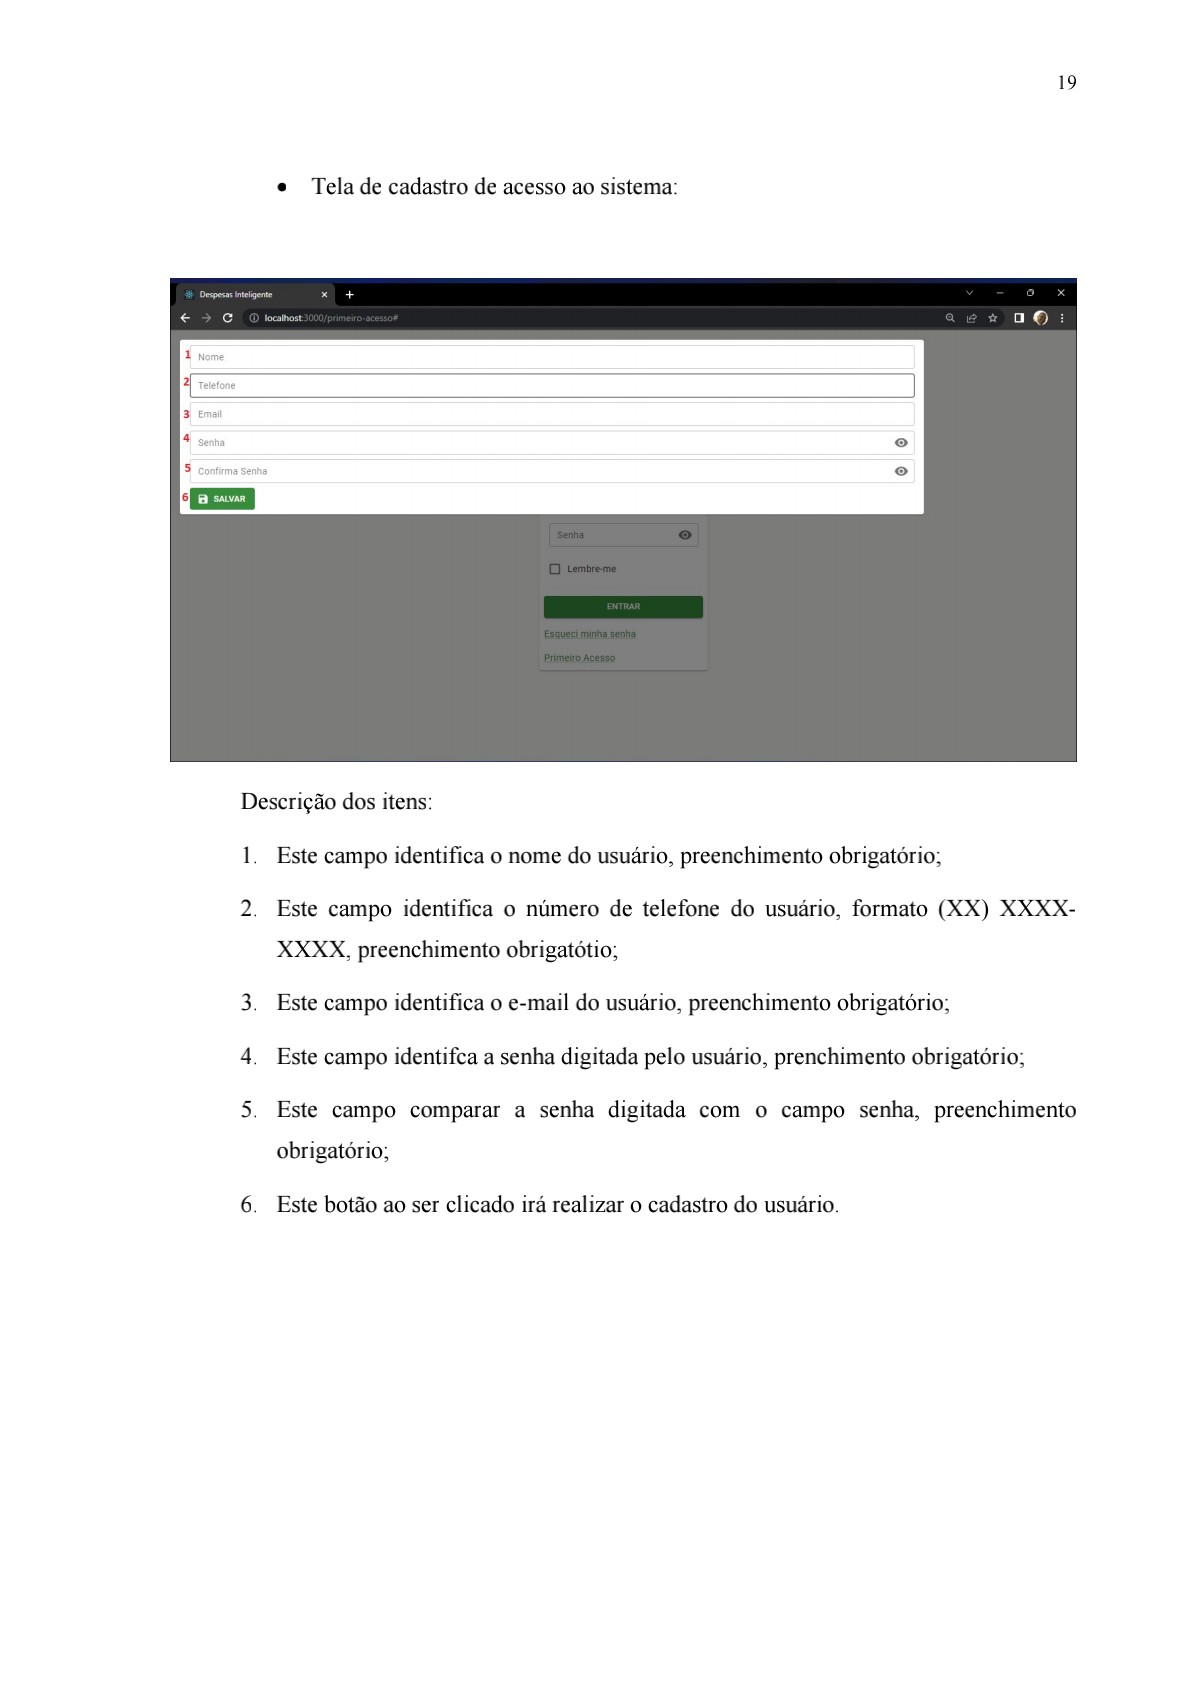 19
• Tela de cadastro de acesso ao sistema:
Despesas Inteligente
localhost:3000/primeiro-acesso#
1 Nome
2 Telefone
3 Email
4 Senha
5 Confirma Senha
6 SALVAR
Senha
Lembre-me
ENTRAR
Esqueci minha senha
Primeiro Acesso
Descrição dos itens:
1. Este campo identifica o nome do usuário, preenchimento obrigatório;
2. Este campo identifica o número de telefone do usuário, formato (XX) XXXX-
XXXX, preenchimento obrigatótio;
3. Este campo identifica o e-mail do usuário, preenchimento obrigatório;
4. Este campo identifca a senha digitada pelo usuário, prenchimento obrigatório;
5. Este campo comparar a senha digitada com o campo senha, preenchimento
obrigatório;
6. Este botão ao ser clicado irá realizar o cadastro do usuário.